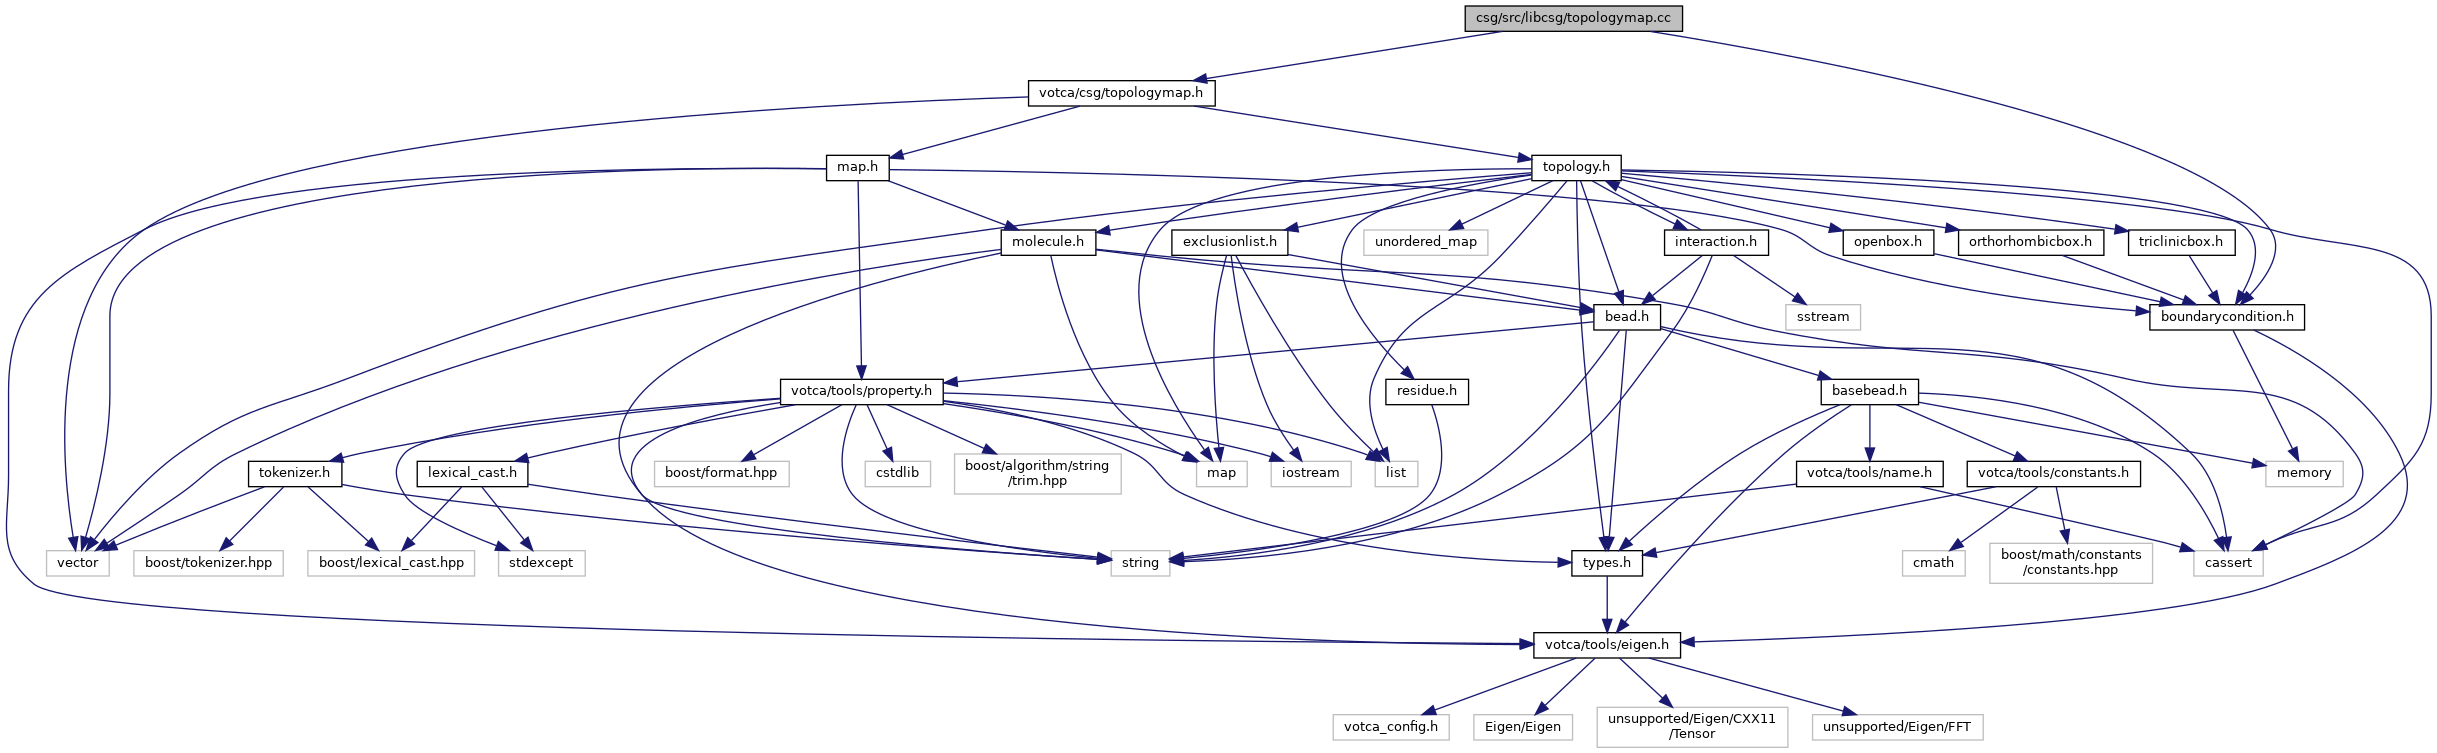 csg/src/libcsg/topologymap.cc
votca/csg/topologymap.h
map.h
topology.h
molecule.h
exclusionlist.h
unordered_map
interaction.h
openbox.h
orthorhombicbox.h
triclinicbox.h
bead.h
sstream
boundarycondition.h
votca/tools/property.h
residue.h
basebead.h
tokenizer.h
lexical_cast.h
boost/format.hpp
cstdlib
boost/algorithm/string
/trim.hpp
map
iostream
list
votca/tools/name.h
votca/tools/constants.h
memory
vector
boost/tokenizer.hpp
boost/lexical_cast.hpp
stdexcept
string
types.h
cmath
boost/math/constants
/constants.hpp
cassert
votca/tools/eigen.h
votca_config.h
Eigen/Eigen
unsupported/Eigen/CXX11
/Tensor
unsupported/Eigen/FFT